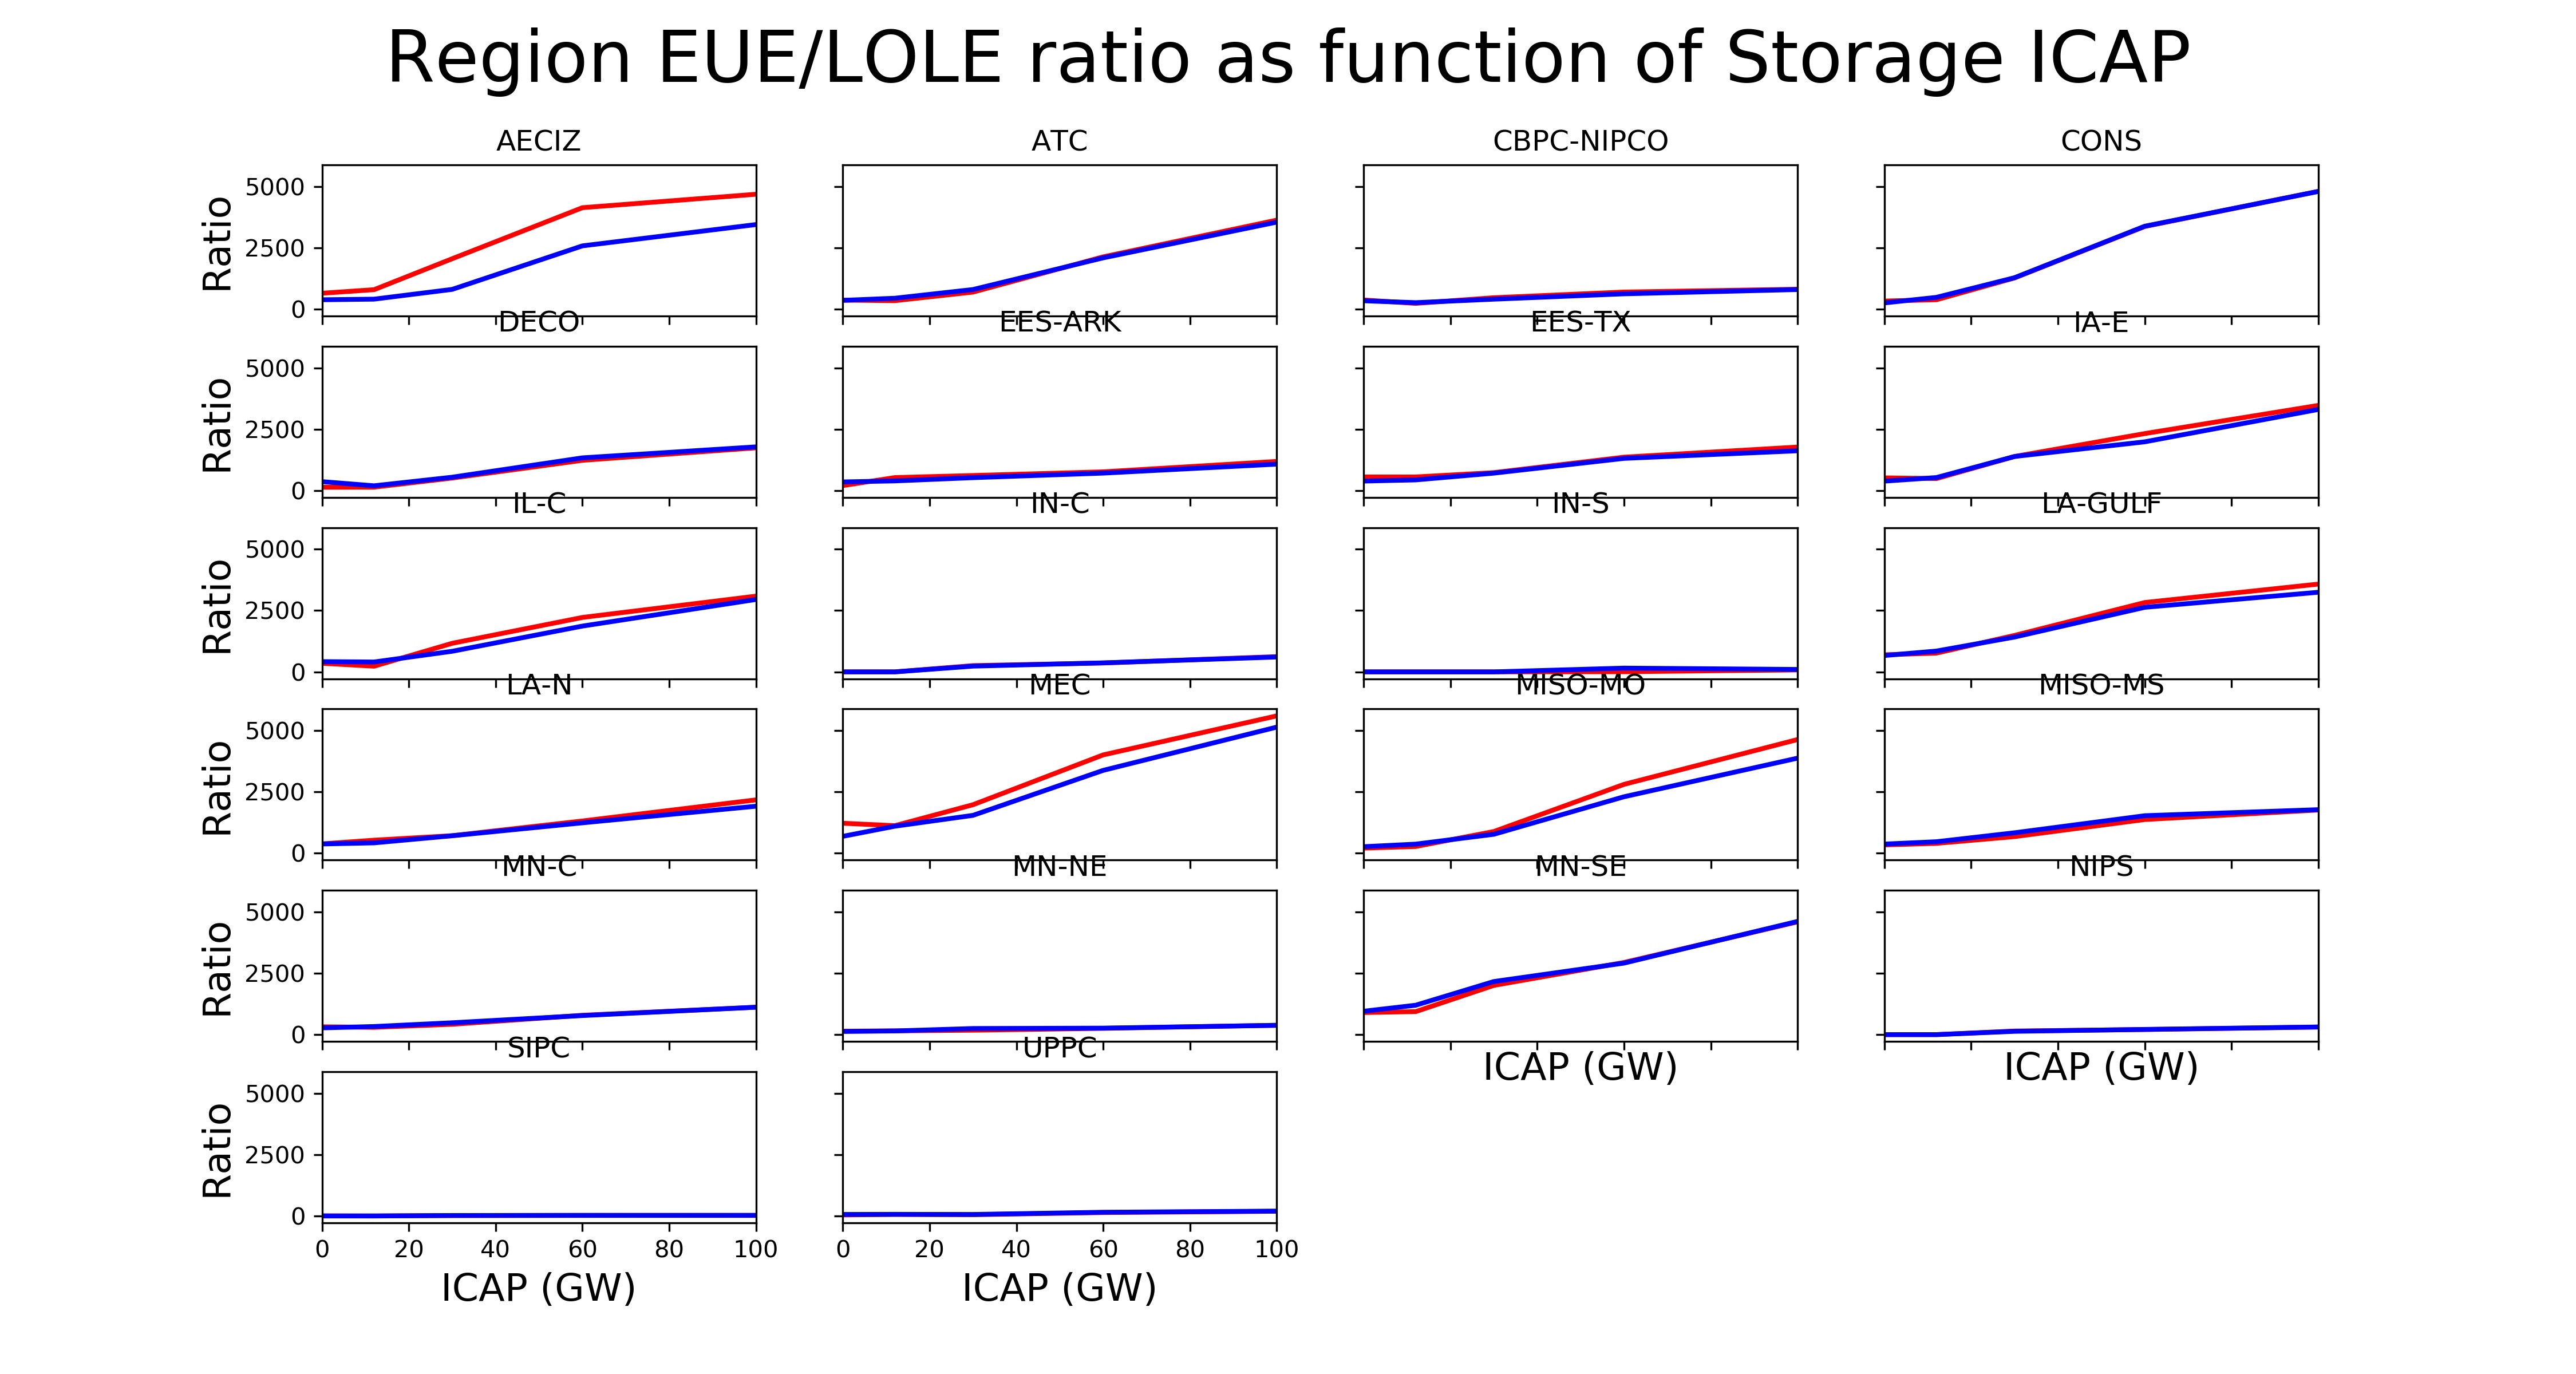 Region EUE/LOLE ratio as function of Storage ICAP
AECIZ ATC CBPC-NIPCO CONS
Ratio
5000
2500
0
DECO EES-ARK EES-TX IA-E
Ratio
5000
2500
0
IL-C IN-C IN-S LA-GULF
Ratio
5000
2500
0
LA-N MEC MISO-MO MISO-MS
Ratio
5000
2500
0
MN-C MN-NE MN-SE NIPS
Ratio
5000
2500
0
SIPC UPPC ICAP (GW) ICAP (GW)
Ratio
5000
2500
0
0 20 40 60 80 100 0 20 40 60 80 100
ICAP (GW) ICAP (GW)